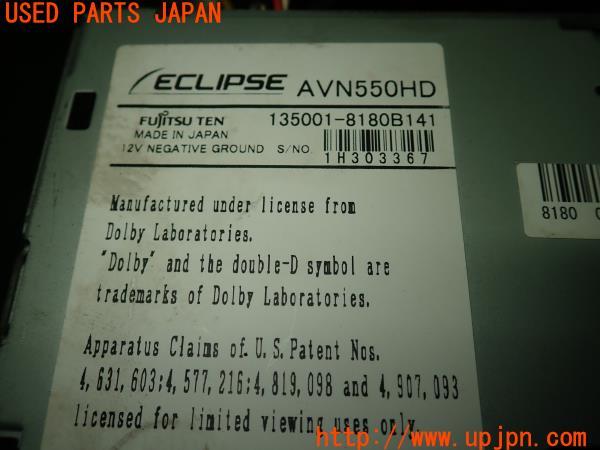 USED PARTS JAPAN
ECLIPSE AVN550HD
FUJITSU TEN 135001-8180B141
MADE IN JAPAN
12V NEGATIVE GROUND S/NO.
1H303367
Manufactured under license from
Dolby Laboratories.
"Dolby" and the double-D symbol are
trademarks of Dolby Laboratories.
Apparatus Claims of U.S.Patent Nos.
4,631,603;4,577,216;4,819,098 and 4,907,093
licensed for limited viewing uses only.
8180
http://www.upjpn.com/